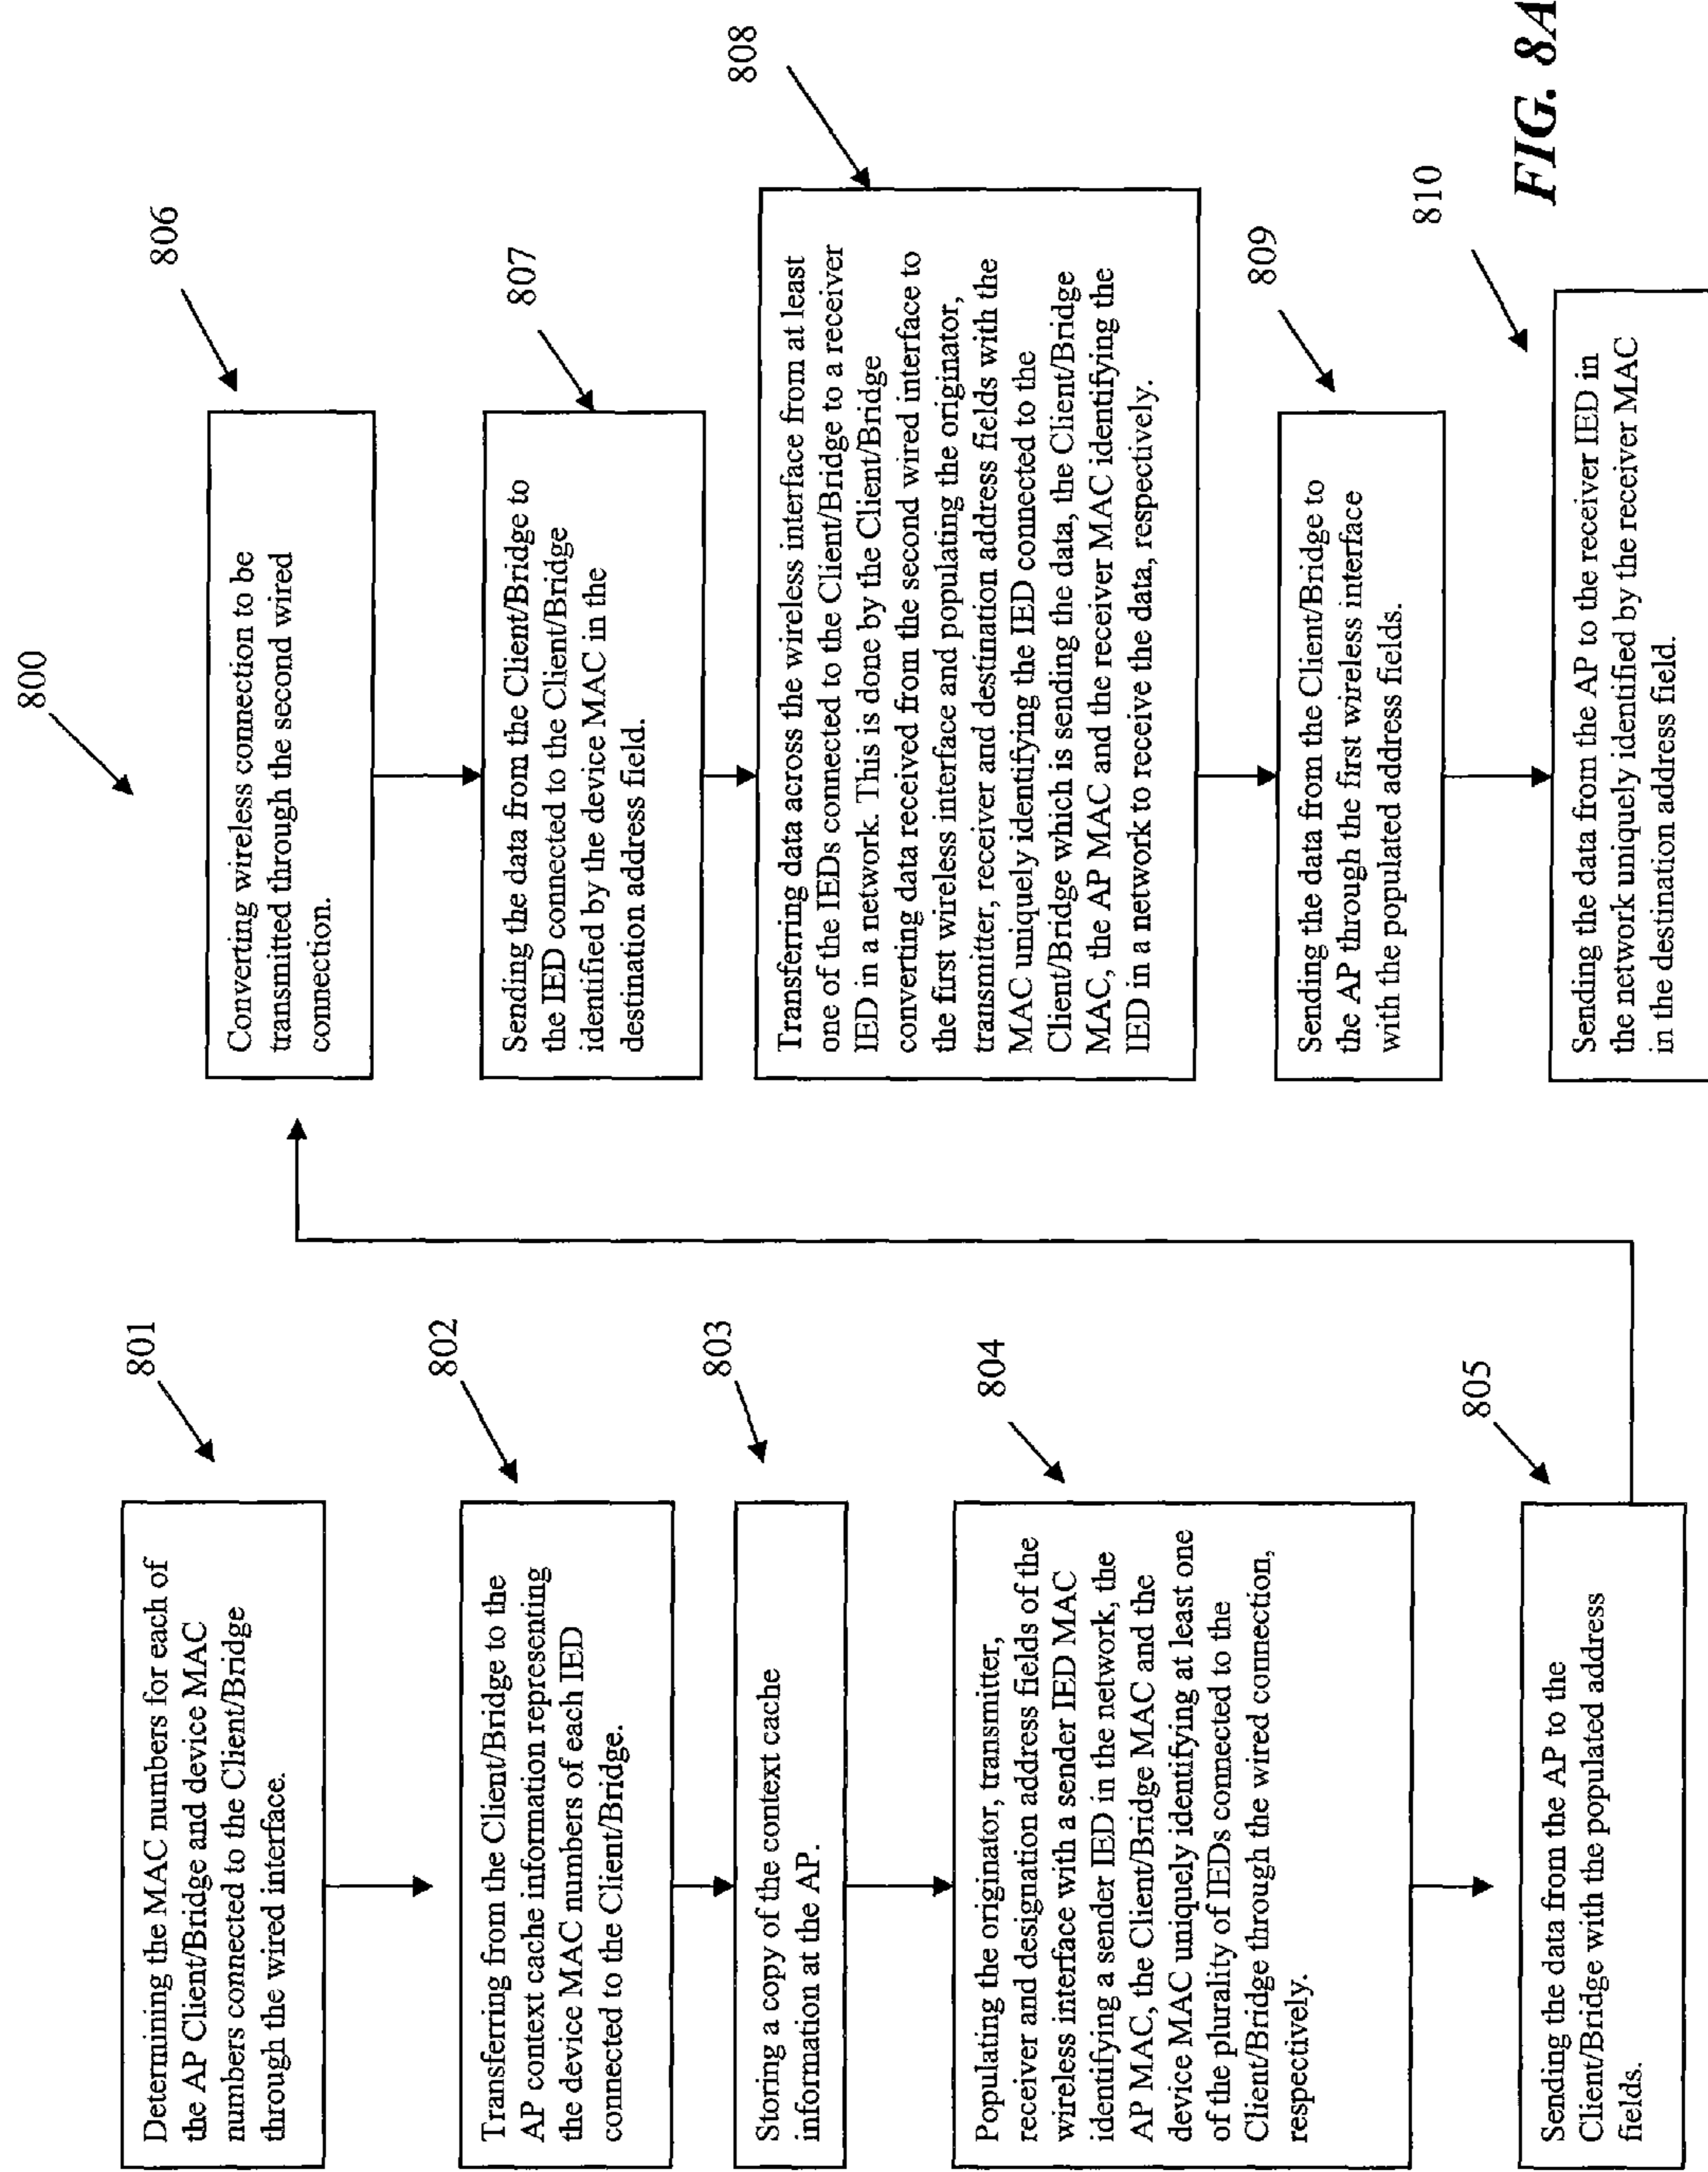 800
801
Determining the MAC numbers for each of
the AP Client/Bridge and device MAC
numbers connected to the Client/Bridge
through the wired interface.
802
Transferring from the Client/Bridge to the
AP context cache information representing
the device MAC numbers of each IED
connected to the Client/Bridge.
803
Storing a copy of the context cache
information at the AP.
804
Populating the originator, transmitter,
receiver and designation address fields of the
wireless interface with a sender IED MAC
identifying a sender IED in the network, the
AP MAC, the Client/Bridge MAC and the
device MAC uniquely identifying at least one
of the plurality of IEDs connected to the
Client/Bridge through the wired connection,
respectively.
805
Sending the data from the AP to the
Client/Bridge with the populated address
fields.
806
Converting wireless connection to be
transmitted through the second wired
connection.
807
Sending the data from the Client/Bridge to
the IED connected to the Client/Bridge
identified by the device MAC in the
destination address field.
808
Transferring data across the wireless interface from at least
one of the IEDs connected to the Client/Bridge to a receiver
IED in a network. This is done by the Client/Bridge
converting data received from the second wired interface to
the first wireless interface and populating the originator,
transmitter, receiver and destination address fields with the
MAC uniquely identifying the IED connected to the
Client/Bridge which is sending the data, the Client/Bridge
MAC, the AP MAC and the receiver MAC identifying the
IED in a network to receive the data, respectively.
809
Sending the data from the Client/Bridge to
the AP through the first wireless interface
with the populated address fields.
810
Sending the data from the AP to the receiver IED in
the network uniquely identified by the receiver MAC
in the destination address field.
FIG. 8A